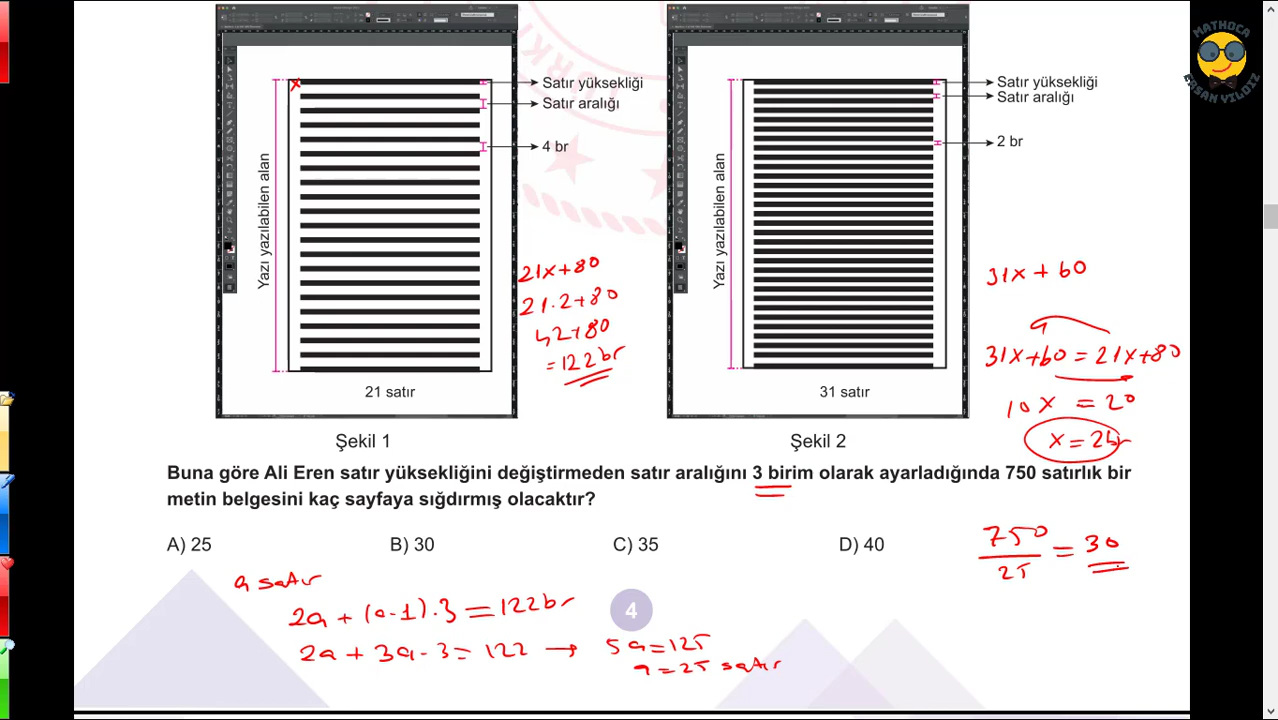 MATHOCA
ERSAN YILDIZ
Yazı yazılabilen alan
Satır yüksekliği
Satır aralığı
4 br
21 satır
Şekil 1
21x+80
21.2+80
42+80
=122br
Yazı yazılabilen alan
Satır yüksekliği
Satır aralığı
2 br
31 satır
Şekil 2
31x + 60
31x+60 = 21x+80
10x = 20
x = 2br
Buna göre Ali Eren satır yüksekliğini değiştirmeden satır aralığını 3 birim olarak ayarladığında 750 satırlık bir
metin belgesini kaç sayfaya sığdırmış olacaktır?
A) 25 B) 30 C) 35 D) 40
750
25
= 30
a satır
2a + (a-1).3 = 122br
2a + 3a-3 = 122 → 5a=125
a=25 satır
4